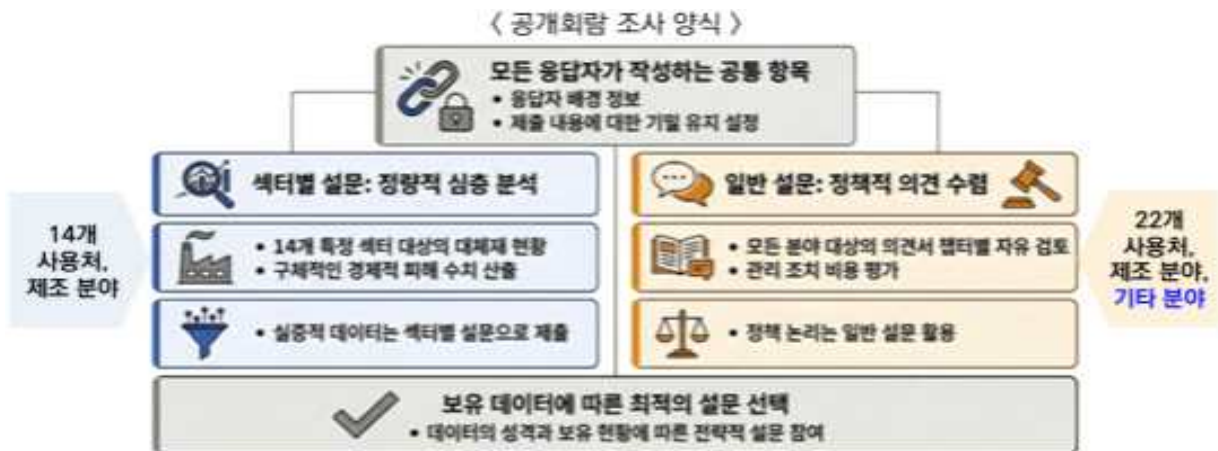 < 공개회람 조사 양식 >
모든 응답자가 작성하는 공통 항목
• 응답자 배경 정보
• 제출 내용에 대한 기밀 유지 설정
섹터별 설문: 정량적 심층 분석
일반 설문: 정책적 의견 수렴
14개
사용처,
제조 분야
• 14개 특정 섹터 대상의 대체재 현황
• 구체적인 경제적 피해 수치 산출
• 모든 분야 대상의 의견서 챕터별 자유 검토
• 관리 조치 비용 평가
22개
사용처,
제조 분야,
기타 분야
• 실증적 데이터는 섹터별 설문으로 제출
• 정책 논리는 일반 설문 활용
보유 데이터에 따른 최적의 설문 선택
• 데이터의 성격과 보유 현황에 따른 전략적 설문 참여